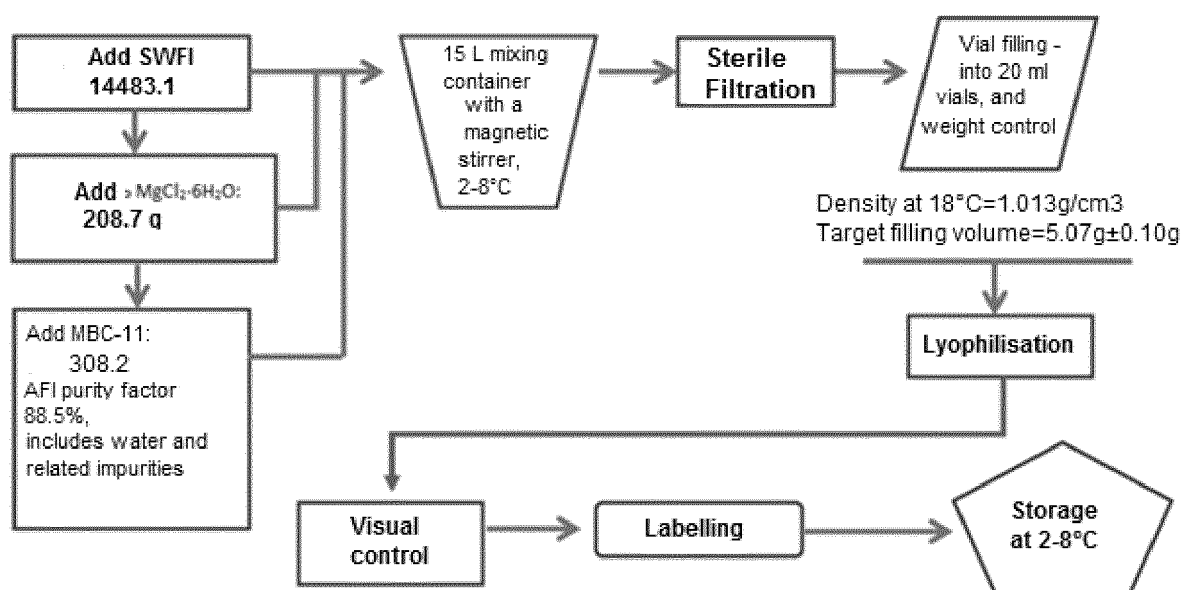 Add SWFI
14483.1
Add MgCl₂·6H₂O:
208.7 g
Add MBC-11:
308.2
AFI purity factor
88.5%,
includes water and
related impurities
15 L mixing
container
with a
magnetic
stirrer,
2-8°C
Sterile
Filtration
Vial filling -
into 20 ml
vials, and
weight control
Density at 18°C=1.013g/cm3
Target filling volume=5.07g±0.10g
Lyophilisation
Visual
control
Labelling
Storage
at 2-8°C